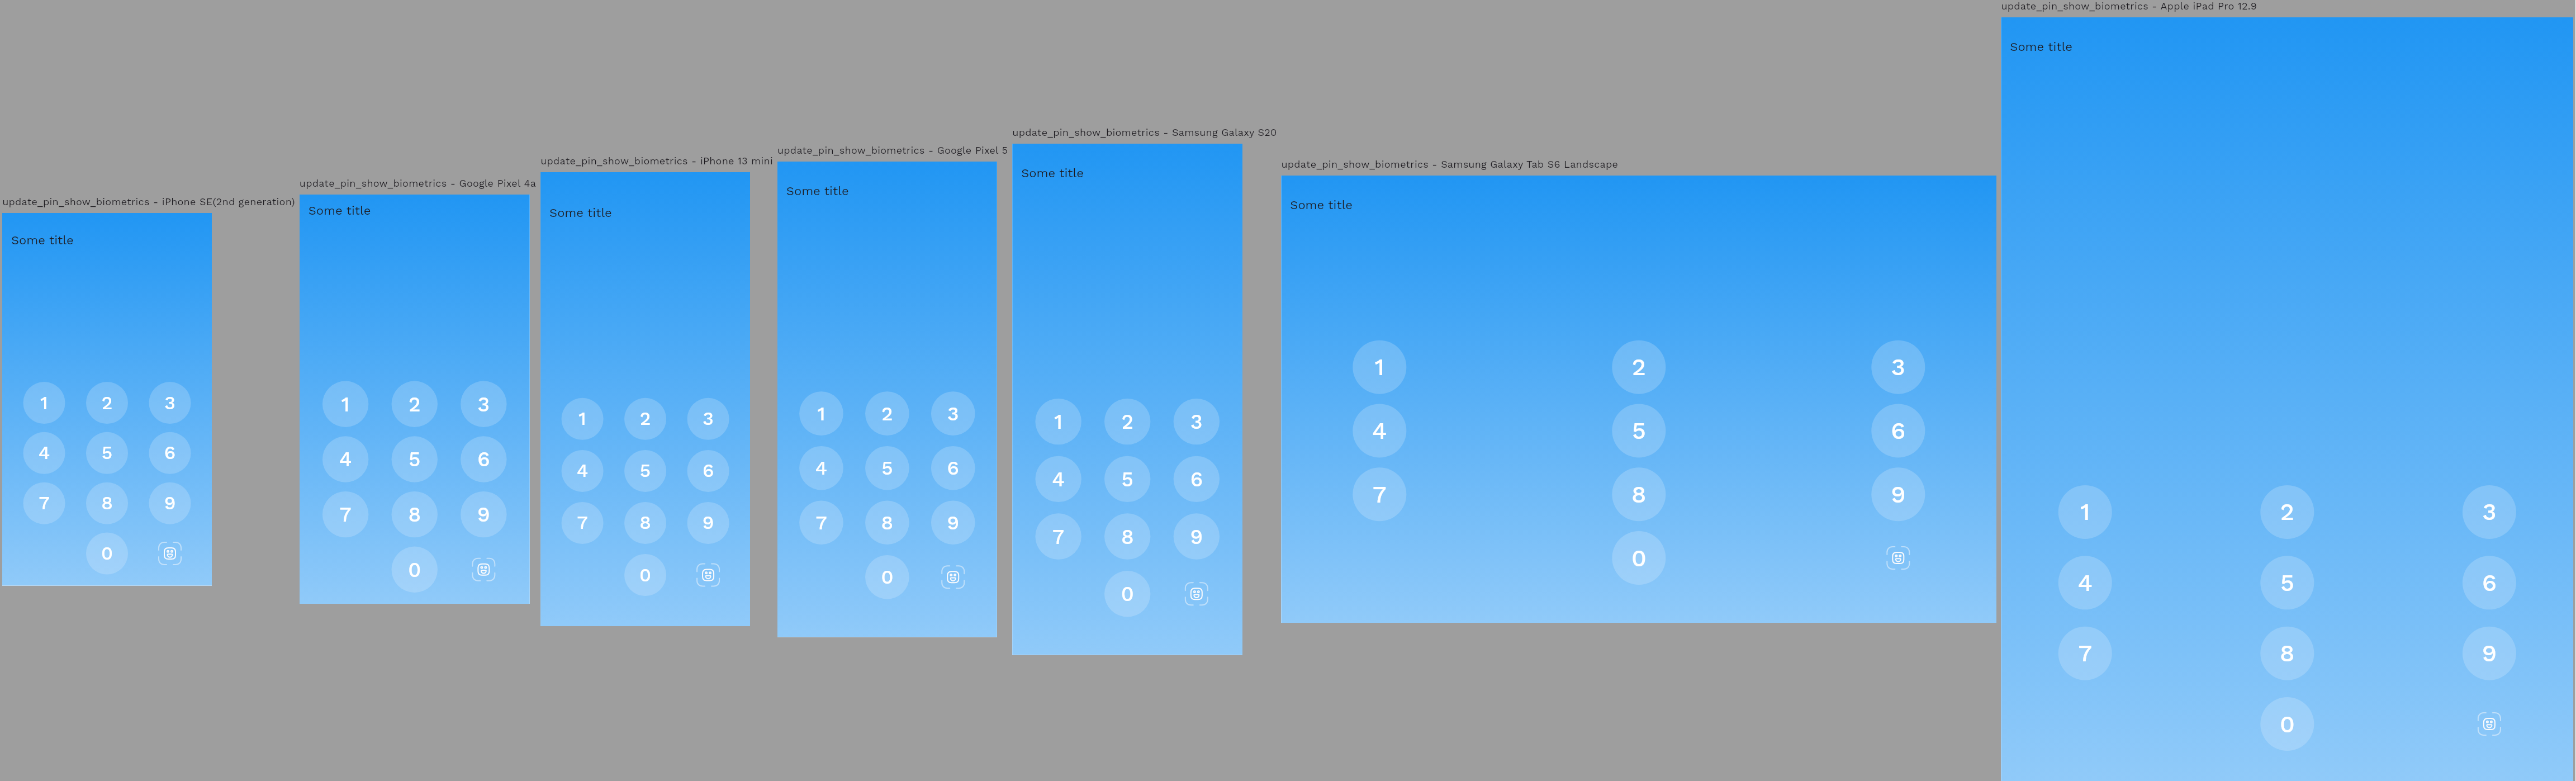 update_pin_show_biometrics - iPhone SE(2nd generation)
Some title
1 2 3
4 5 6
7 8 9
0
update_pin_show_biometrics - Google Pixel 4a
Some title
1 2 3
4 5 6
7 8 9
0
update_pin_show_biometrics - iPhone 13 mini
Some title
1 2 3
4 5 6
7 8 9
0
update_pin_show_biometrics - Google Pixel 5
Some title
1 2 3
4 5 6
7 8 9
0
update_pin_show_biometrics - Samsung Galaxy S20
Some title
1 2 3
4 5 6
7 8 9
0
update_pin_show_biometrics - Samsung Galaxy Tab S6 Landscape
Some title
1 2 3
4 5 6
7 8 9
0
update_pin_show_biometrics - Apple iPad Pro 12.9
Some title
1 2 3
4 5 6
7 8 9
0